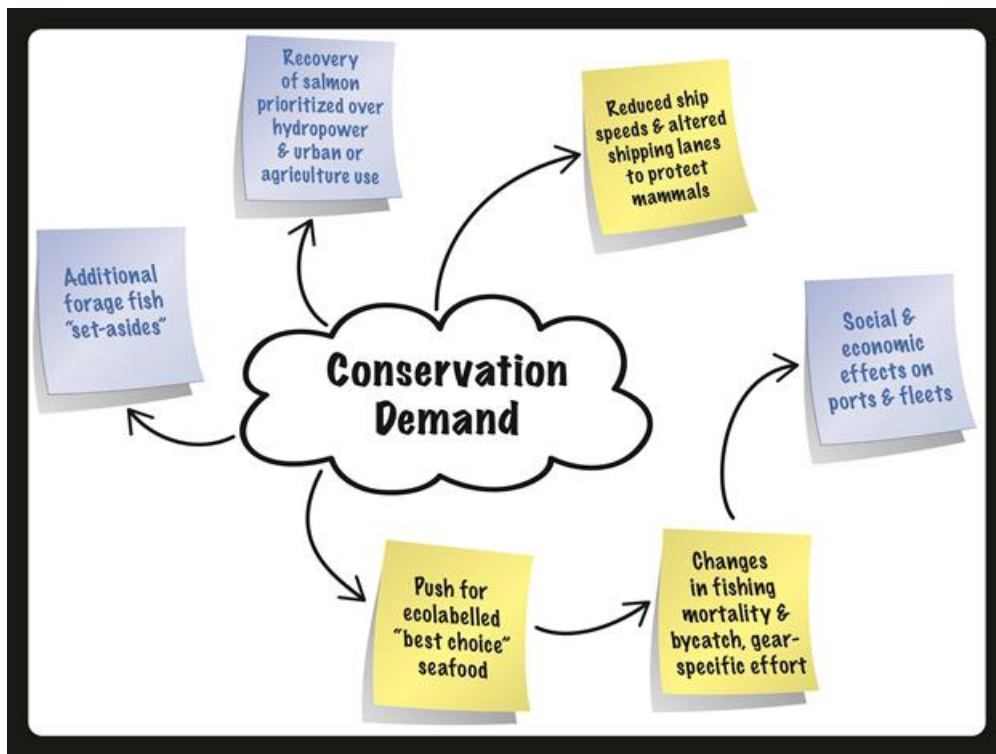 Recovery
of salmon
prioritized over
hydropower
& urban or
agriculture use
Reduced ship
speeds & altered
shipping lanes
to protect
mammals
Additional
forage fish
"set-asides"
Conservation
Demand
Social &
economic
effects on
ports & fleets
Push for
ecolabelled
"best choice"
seafood
Changes
in fishing
mortality &
bycatch, gear-
specific effort